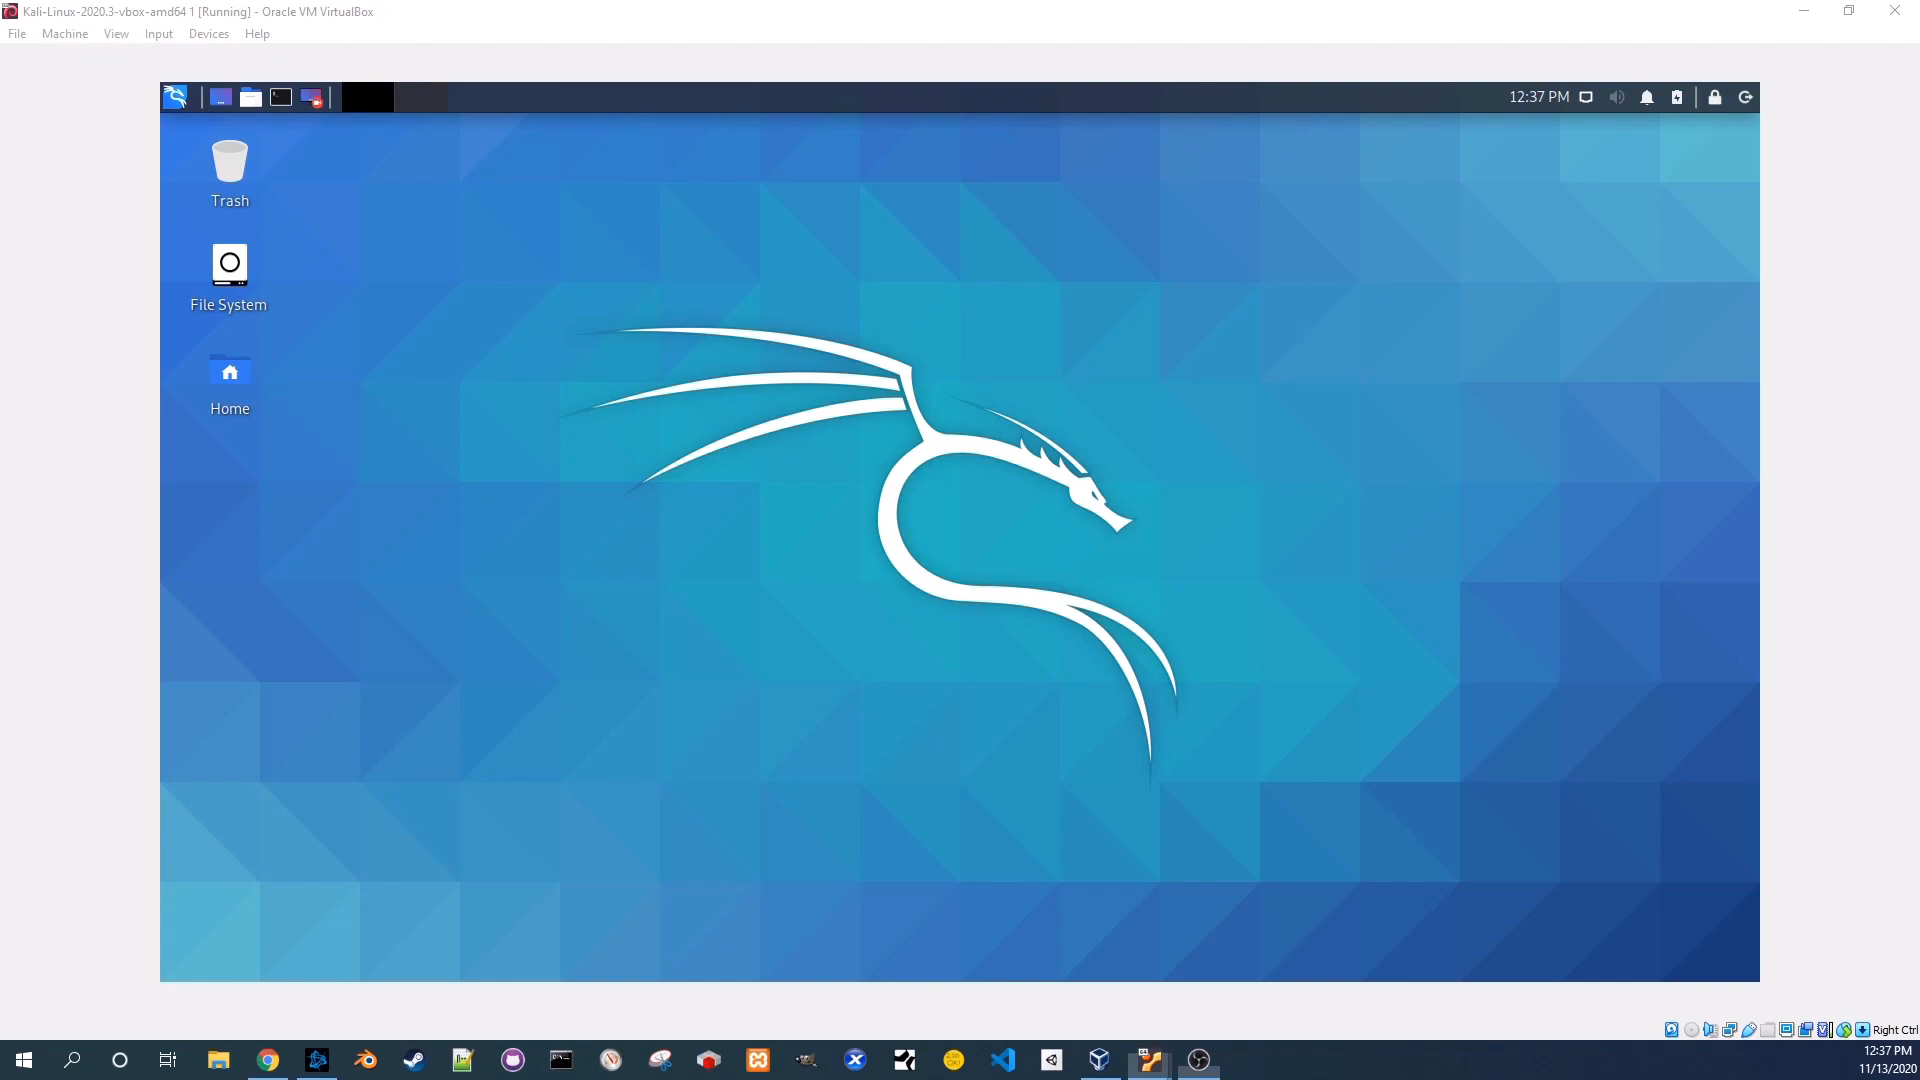 Kali-Linux-2020.3-vbox-amd64 1 [Running] - Oracle VM VirtualBox
File Machine View Input Devices Help
12:37 PM
Trash
File System
Home
Right Ctrl
12:37 PM
11/13/2020